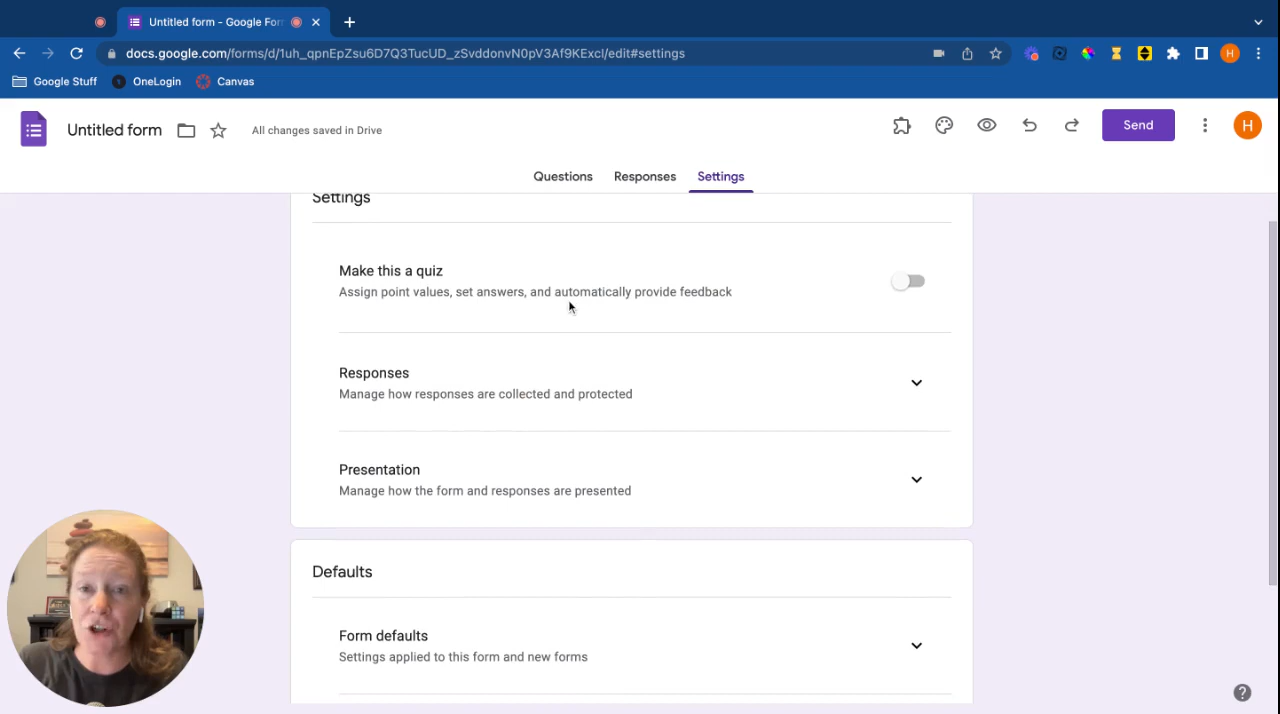 Untitled form - Google For
docs.google.com/forms/d/1uh_qpnEpZsu6D7Q3TucUD_zSvddonvN0pV3Af9KExcI/edit#settings
H
Google Stuff
OneLogin
Canvas
Untitled form
All changes saved in Drive
Send
H
Questions
Responses
Settings
Settings
Make this a quiz
Assign point values, set answers, and automatically provide feedback
Responses
Manage how responses are collected and protected
Presentation
Manage how the form and responses are presented
Defaults
Form defaults
Settings applied to this form and new forms